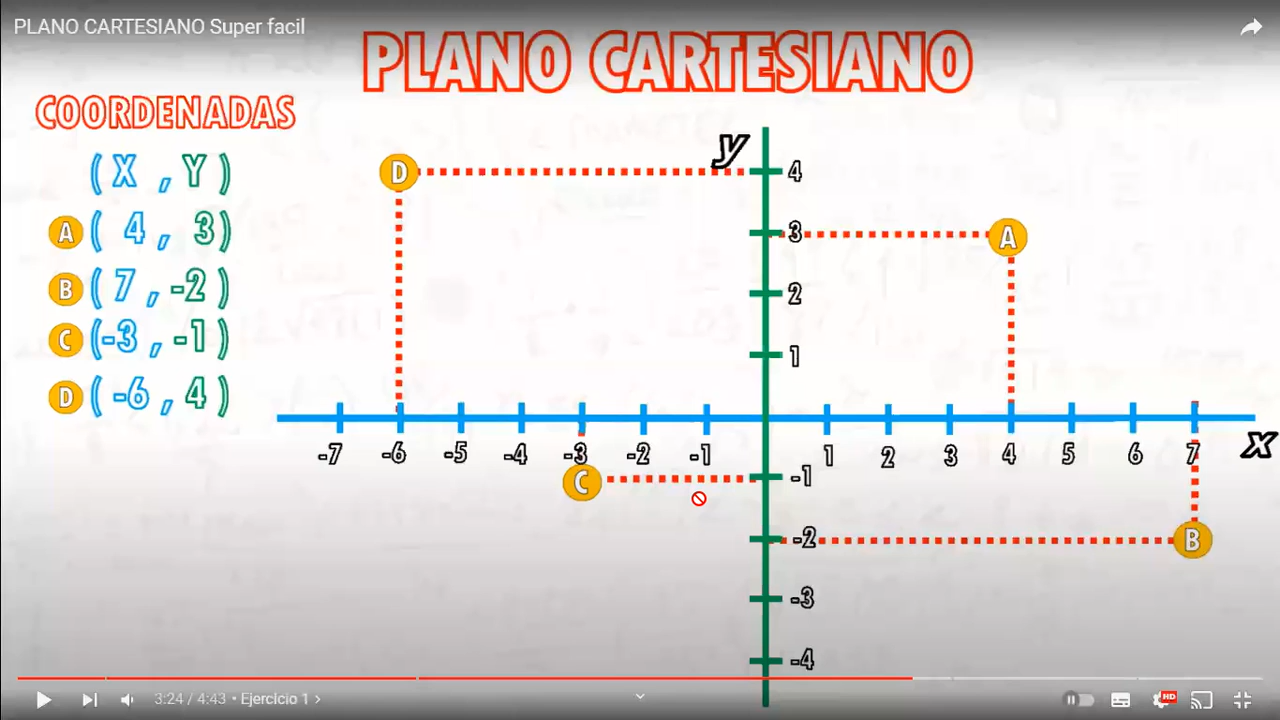 PLANO CARTESIANO Super facil
PLANO CARTESIANO
COORDENADAS
( X , Y )
A ( 4 , 3 )
B ( 7 , -2 )
C (-3 , -1 )
D ( -6 , 4 )
y
D
4
3
A
2
1
-7 -6 -5 -4 -3 -2 -1 1 2 3 4 5 6 7 x
C
-1
-2
B
-3
-4
3:24 / 4:43 • Ejercicio 1 >
HD